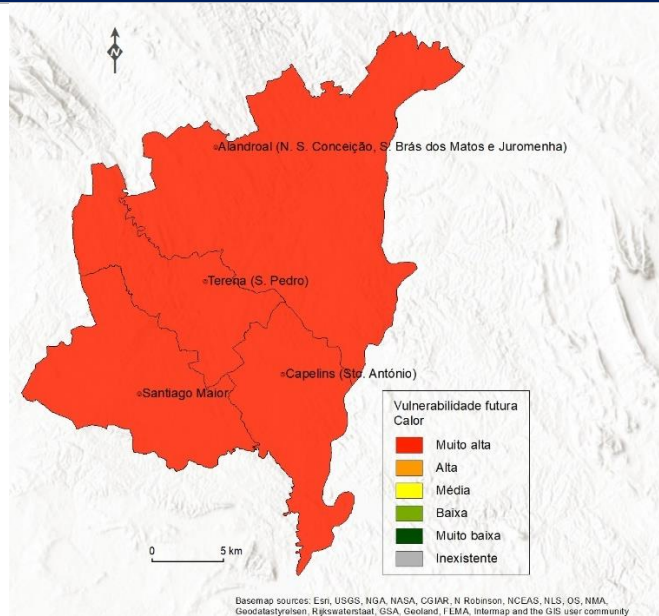 N
Alandroal (N. S. Conceição, S. Brás dos Matos e Juromenha)
Terena (S. Pedro)
Capelins (Sto. António)
Santiago Maior
Vulnerabilidade futura
Calor
Muito alta
Alta
Média
Baixa
Muito baixa
Inexistente
0 5 km
Basemap sources: Esri, USGS, NGA, NASA, CGIAR, N Robinson, NCEAS, NLS, OS, NMA,
Geodatastyrelsen, Rijkswaterstaat, GSA, Geoland, FEMA, Intermap and the GIS user community